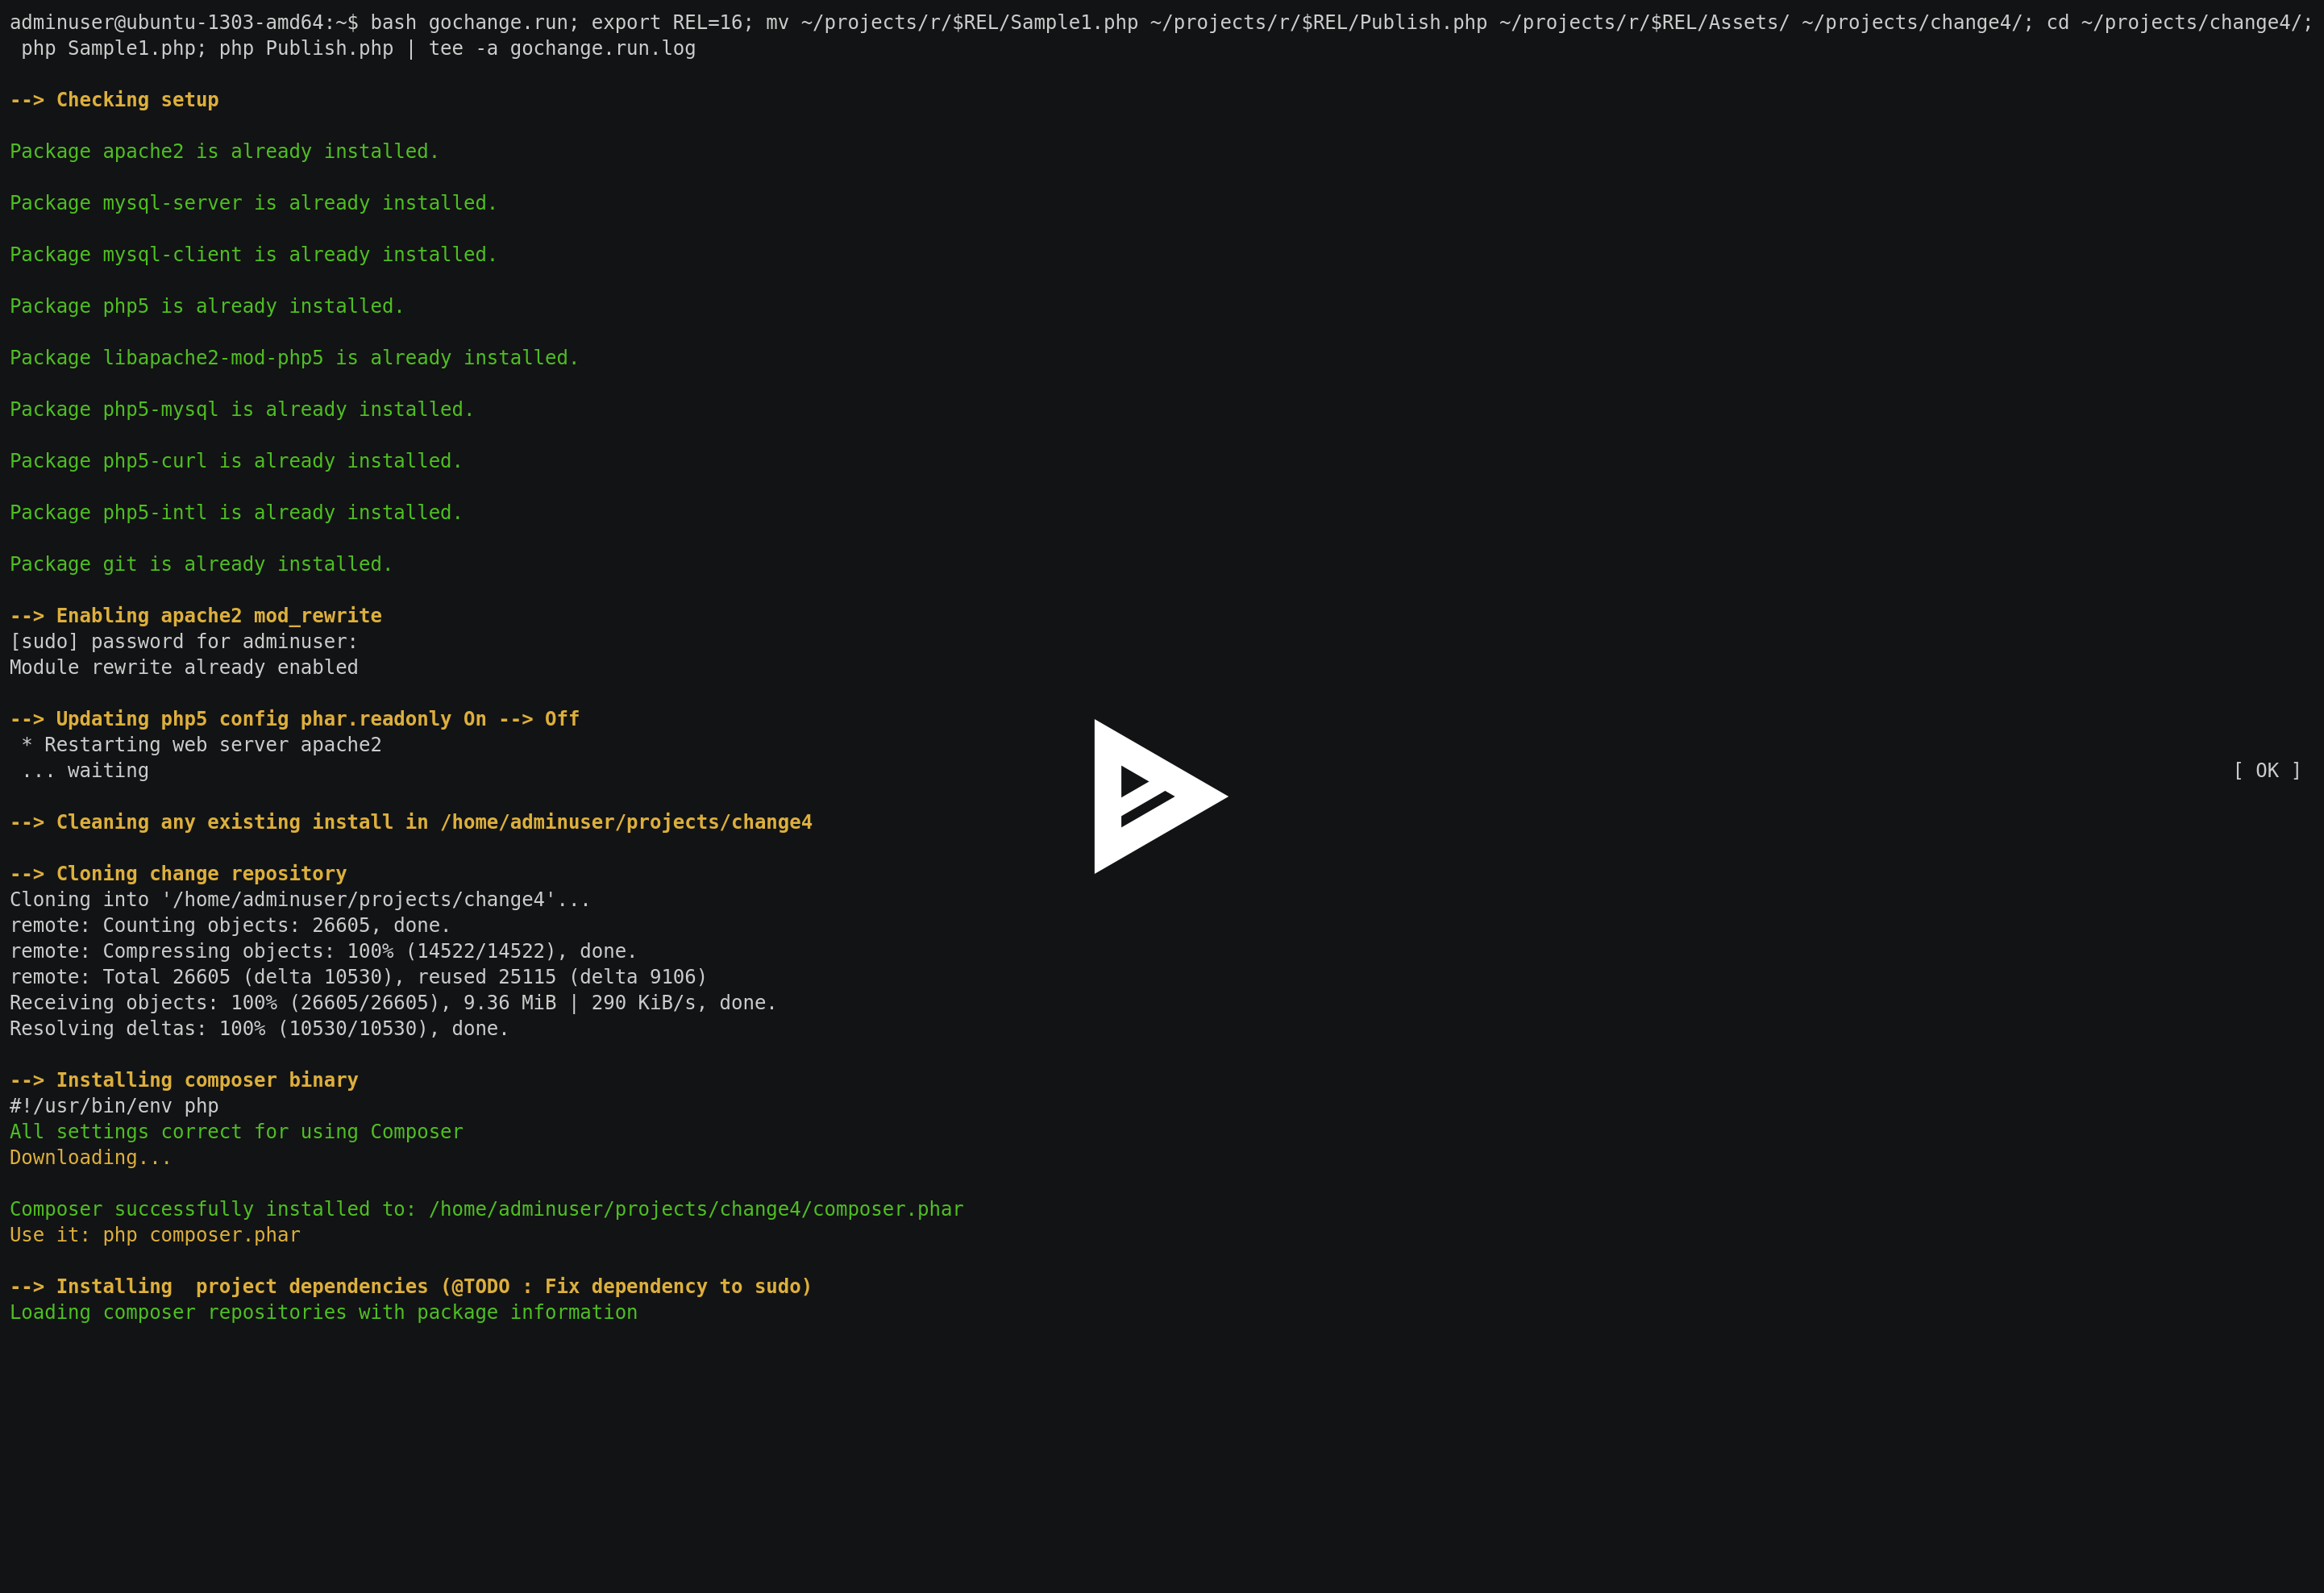 adminuser@ubuntu-1303-amd64:~$ bash gochange.run; export REL=16; mv ~/projects/r/$REL/Sample1.php ~/projects/r/$REL/Publish.php ~/projects/r/$REL/Assets/ ~/projects/change4/; cd ~/projects/change4/;
php Sample1.php; php Publish.php | tee -a gochange.run.log
--> Checking setup
Package apache2 is already installed.
Package mysql-server is already installed.
Package mysql-client is already installed.
Package php5 is already installed.
Package libapache2-mod-php5 is already installed.
Package php5-mysql is already installed.
Package php5-curl is already installed.
Package php5-intl is already installed.
Package git is already installed.
--> Enabling apache2 mod_rewrite
[sudo] password for adminuser:
Module rewrite already enabled
--> Updating php5 config phar.readonly On --> Off
* Restarting web server apache2
... waiting [ OK ]
--> Cleaning any existing install in /home/adminuser/projects/change4
--> Cloning change repository
Cloning into '/home/adminuser/projects/change4'...
remote: Counting objects: 26605, done.
remote: Compressing objects: 100% (14522/14522), done.
remote: Total 26605 (delta 10530), reused 25115 (delta 9106)
Receiving objects: 100% (26605/26605), 9.36 MiB | 290 KiB/s, done.
Resolving deltas: 100% (10530/10530), done.
--> Installing composer binary
#!/usr/bin/env php
All settings correct for using Composer
Downloading...
Composer successfully installed to: /home/adminuser/projects/change4/composer.phar
Use it: php composer.phar
--> Installing  project dependencies (@TODO : Fix dependency to sudo)
Loading composer repositories with package information